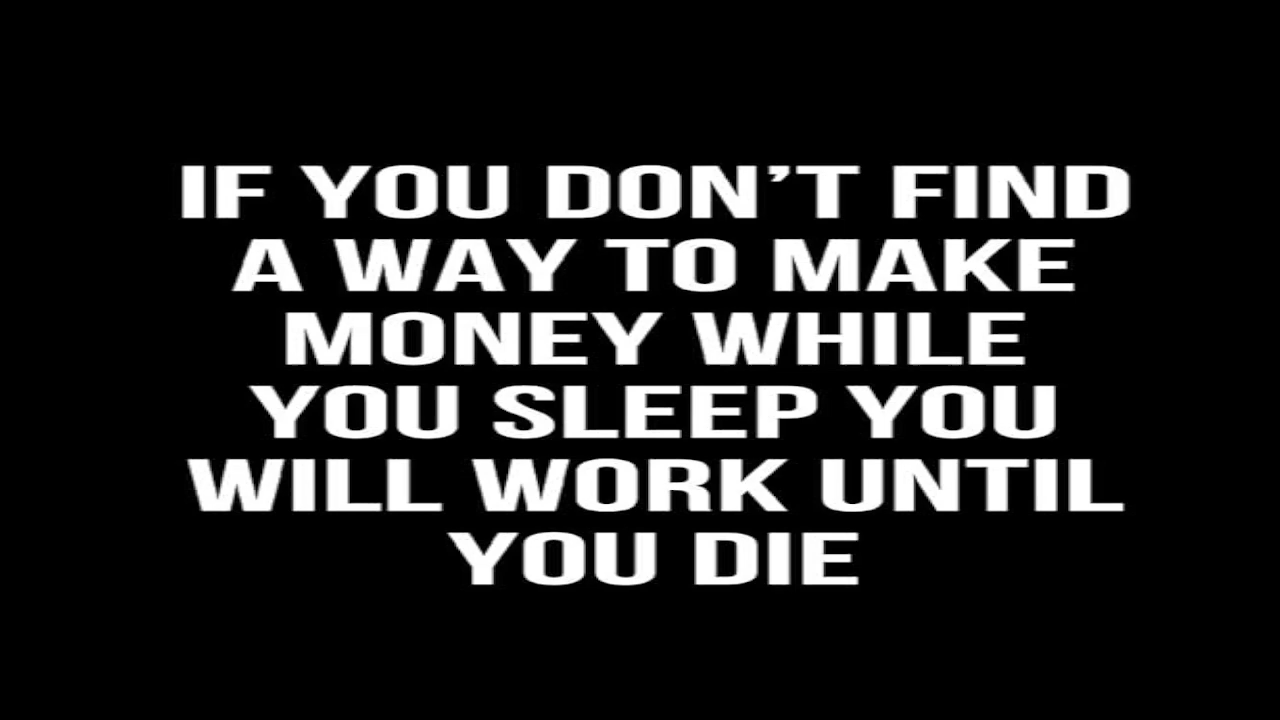 IF YOU DON’T FIND
A WAY TO MAKE
MONEY WHILE
YOU SLEEP YOU
WILL WORK UNTIL
YOU DIE